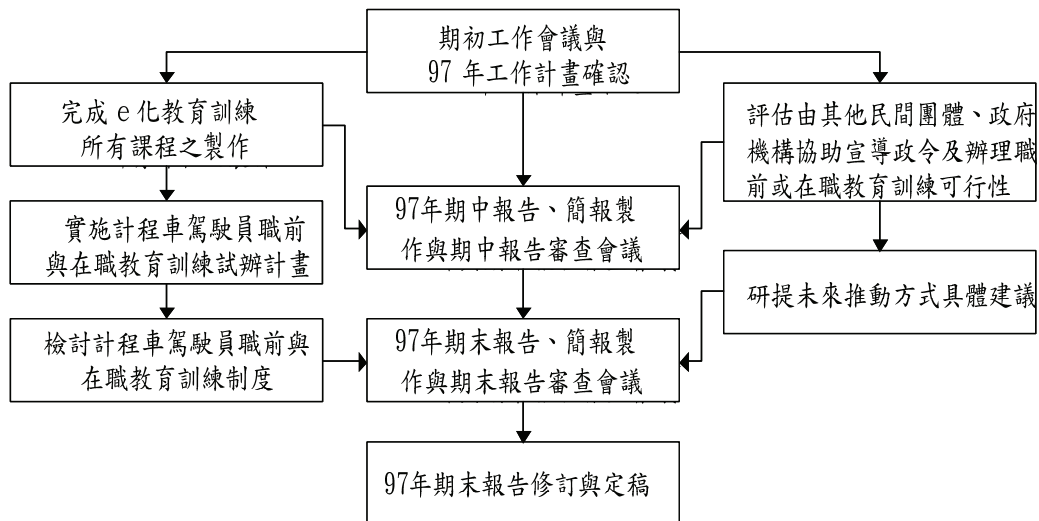 期初工作會議與
97 年工作計畫確認
完成 e化教育訓練
所有課程之製作
評估由其他民間團體、政府
機構協助宣導政令及辦理職
前或在職教育訓練可行性
97年期中報告、簡報製
作與期中報告審查會議
實施計程車駕駛員職前
與在職教育訓練試辦計畫
研提未來推動方式具體建議
檢討計程車駕駛員職前與
在職教育訓練制度
97年期末報告、簡報製
作與期末報告審查會議
97年期末報告修訂與定稿